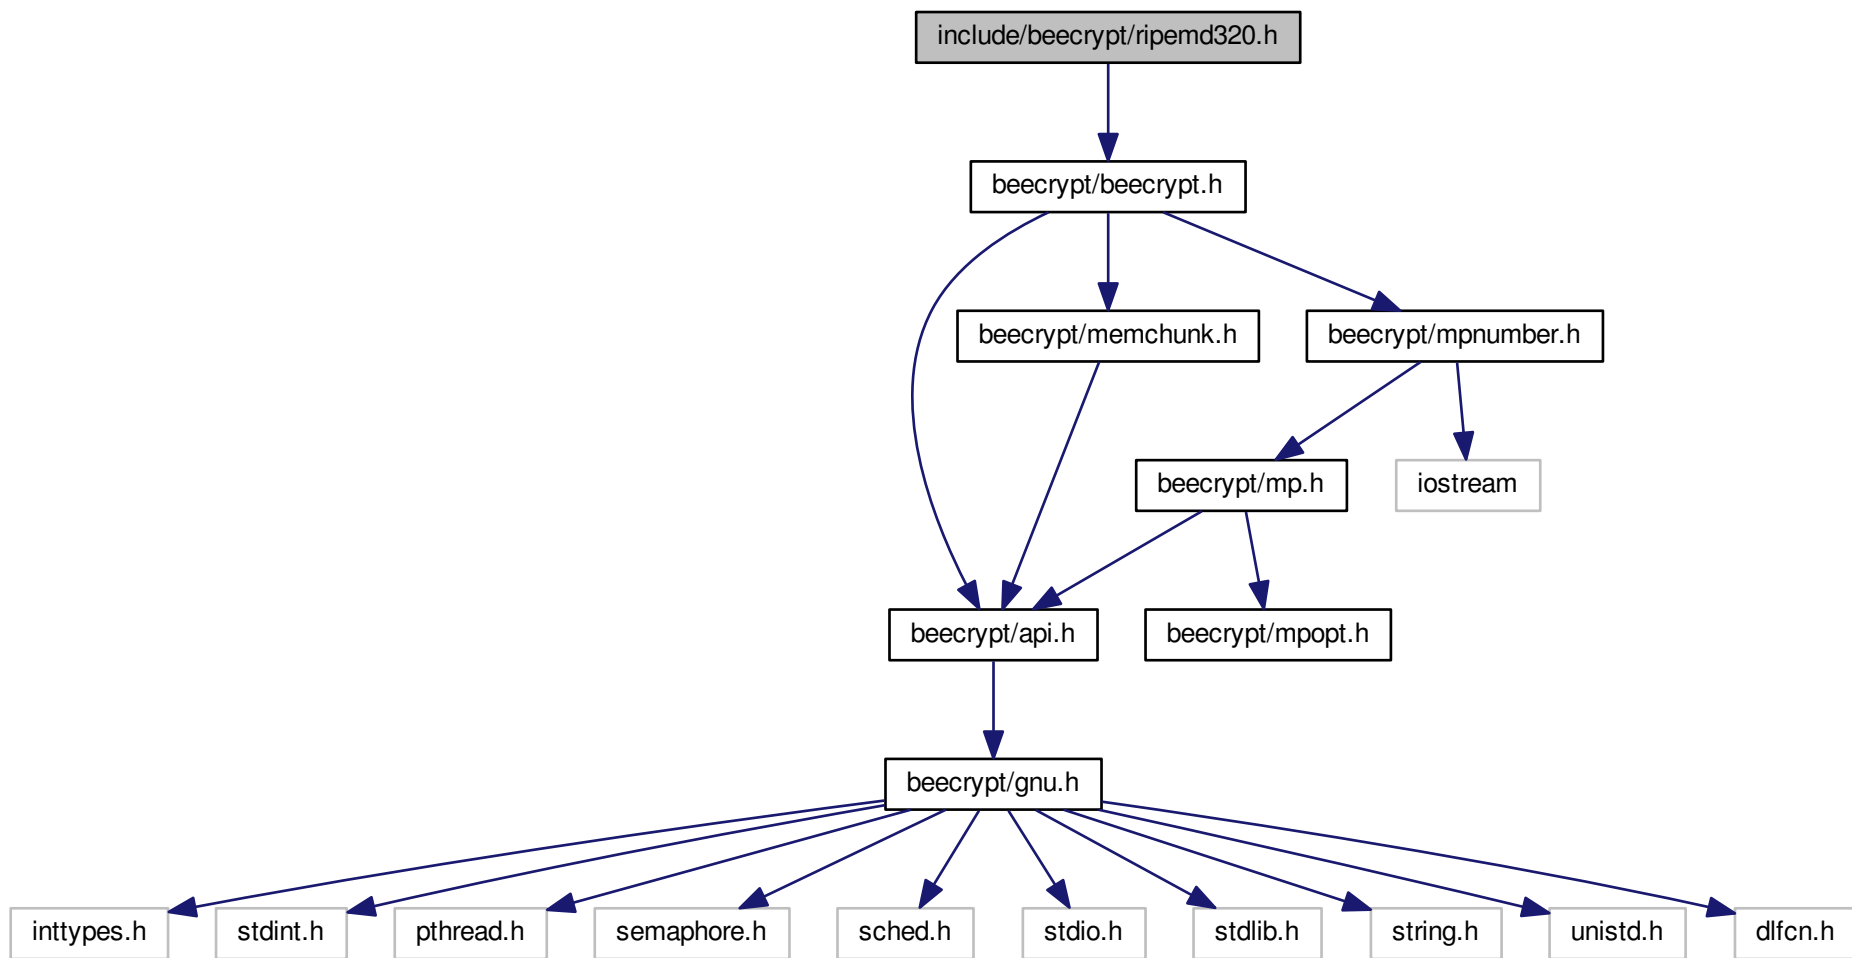 include/beecrypt/ripemd320.h
beecrypt/beecrypt.h
beecrypt/memchunk.h
beecrypt/mpnumber.h
beecrypt/mp.h
iostream
beecrypt/api.h
beecrypt/mpopt.h
beecrypt/gnu.h
inttypes.h
stdint.h
pthread.h
semaphore.h
sched.h
stdio.h
stdlib.h
string.h
unistd.h
dlfcn.h